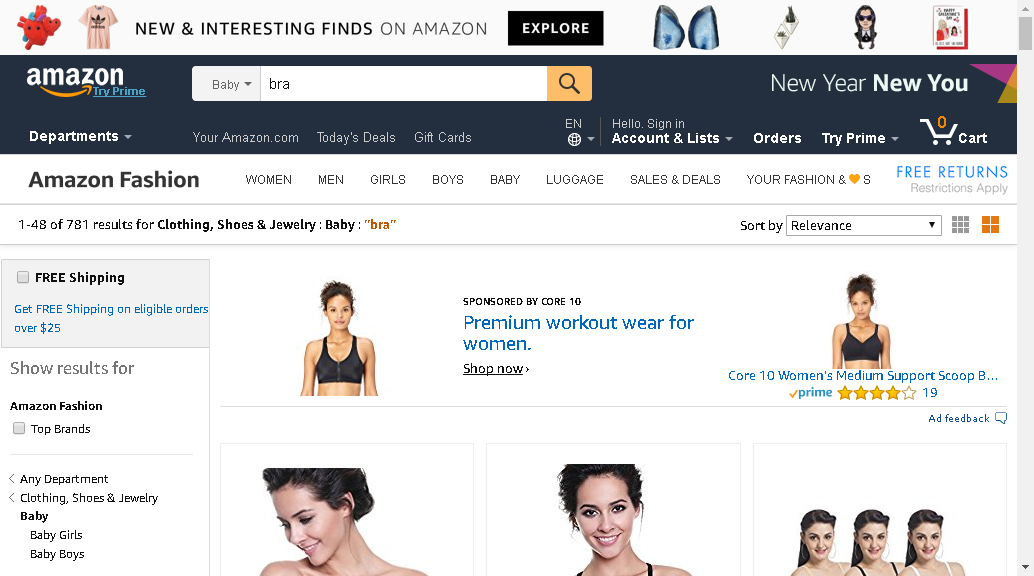 NEW & INTERESTING FINDS ON AMAZON EXPLORE
amazon
Try Prime
Baby
bra
New Year New You
Departments
Your Amazon.com Today's Deals Gift Cards
EN
Hello. Sign in
Account & Lists
Orders
Try Prime
0
Cart
Amazon Fashion
WOMEN MEN GIRLS BOYS BABY LUGGAGE SALES & DEALS YOUR FASHION & 🧡 S
FREE RETURNS
Restrictions Apply
1-48 of 781 results for Clothing, Shoes & Jewelry : Baby : "bra"
Sort by Relevance
FREE Shipping
Get FREE Shipping on eligible orders
over $25
Show results for
Amazon Fashion
Top Brands
Any Department
Clothing, Shoes & Jewelry
Baby
Baby Girls
Baby Boys
SPONSORED BY CORE 10
Premium workout wear for
women.
Shop now ›
Core 10 Women's Medium Support Scoop B...
prime 19
Ad feedback